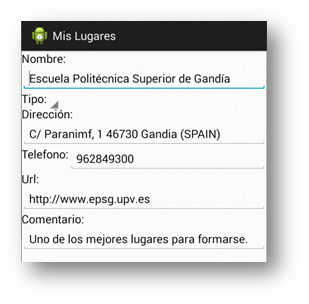 Mis Lugares
Nombre:
Escuela Politécnica Superior de Gandía
Tipo:
Dirección:
C/ Paranimf, 1 46730 Gandia (SPAIN)
Telefono: 962849300
Url:
http://www.epsg.upv.es
Comentario:
Uno de los mejores lugares para formarse.